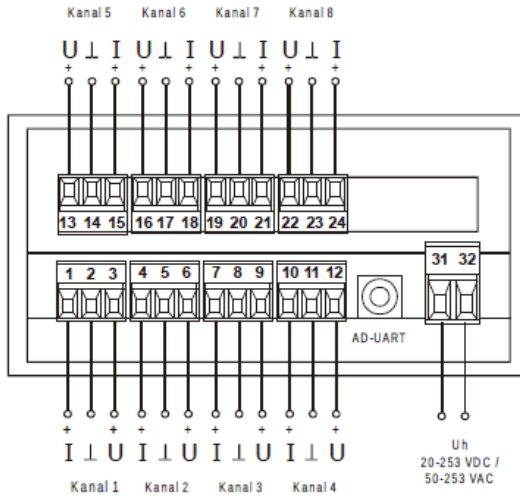 Kanal 5 Kanal 6 Kanal 7 Kanal 8
U ⊥ I U ⊥ I U ⊥ I U ⊥ I
+ + + + + + + +
13 14 15 16 17 18 19 20 21 22 23 24
1 2 3 4 5 6 7 8 9 10 11 12 31 32
AD-UART
+ + + + + + + +
I ⊥ U I ⊥ U I ⊥ U I ⊥ U
Kanal 1 Kanal 2 Kanal 3 Kanal 4
Uh
20-253 VDC /
50-253 VAC